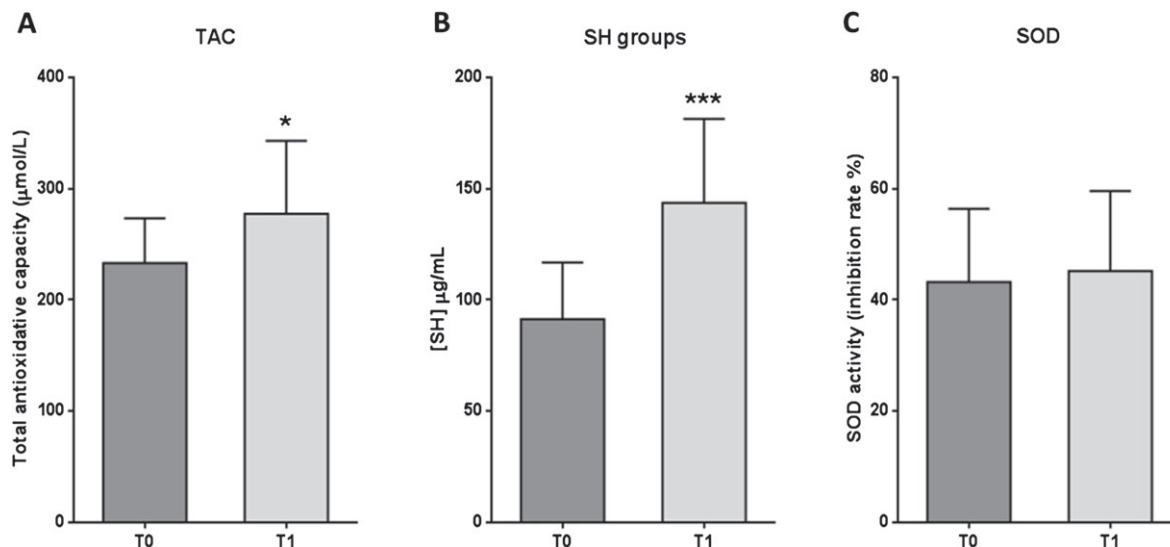 A
TAC
Total antioxidative capacity (μmol/L)
400
300
200
100
0
*
T0
T1
B
SH groups
[SH] μg/mL
200
150
100
50
0
***
T0
T1
C
SOD
SOD activity (inhibition rate %)
80
60
40
20
0
T0
T1